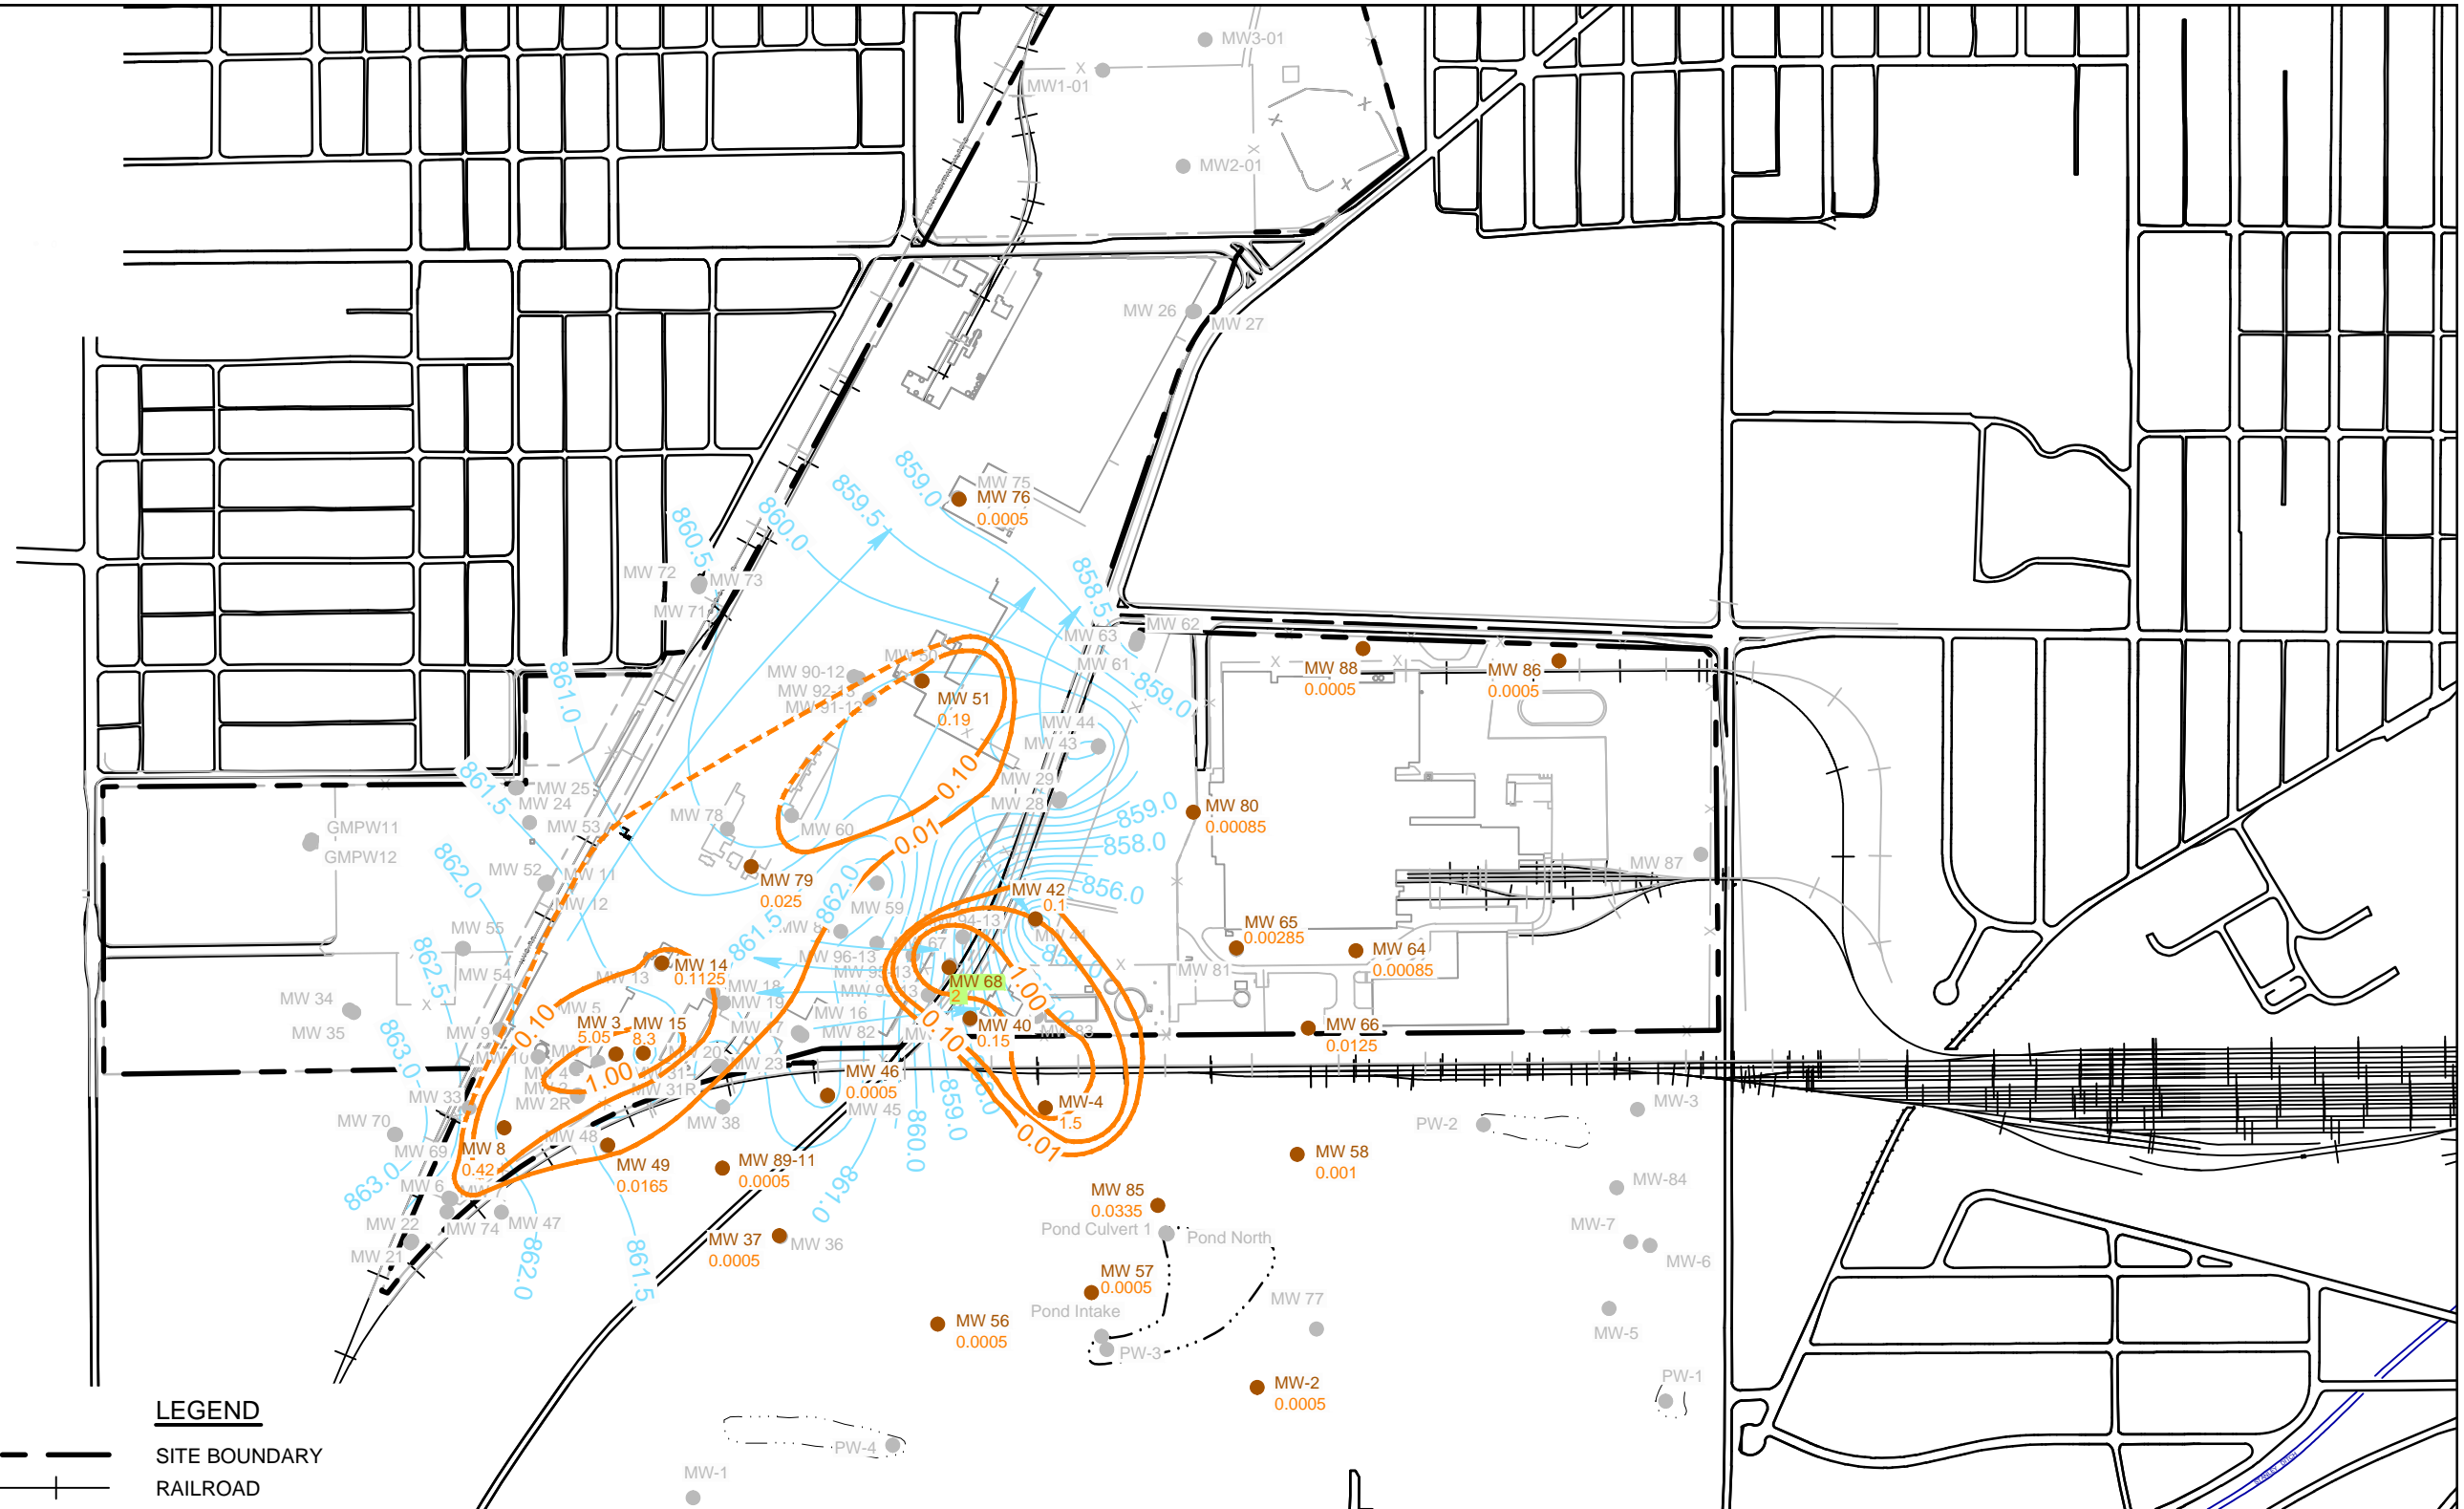 MW3-01
MW1-01
MW2-01
MW 26
MW 27
859.0
859.5
860.0
860.5
MW 75
MW 76
0.0005
MW 72
MW 73
MW 71
858.5
MW 62
MW 63
MW 61
859.0
MW 88
0.0005
MW 86
0.0005
MW 50
MW 90-12
MW 91-12
MW 51
0.19
861.0
MW 44
MW 43
0.10
MW 29
MW 28
859.0
858.0
856.0
MW 80
0.00085
861.5
MW 25
MW 24
MW 53
GMPW11
GMPW12
MW 78
MW 60
0.01
862.0
MW 52
MW 11
MW 12
MW 79
0.025
862.0
MW 59
MW 42
0.1
MW 41
MW 87
MW 55
MW 54
862.5
861.5
MW 65
0.00285
MW 64
0.00085
MW 81
MW 96-13
MW 14
0.1125
MW 13
MW 18
MW 19
MW 68
2
1.00
MW 34
MW 35
MW 9
0.10
MW 5
MW 3
5.05
MW 15
8.3
MW 16
MW 82
MW 40
0.15
MW 83
0.10
MW 66
0.0125
863.0
MW 4
MW 20
MW 23
1.00
MW 2R
MW 31R
MW 46
0.0005
MW 45
MW 33
MW 38
860.0
859.0
MW-4
1.5
0.01
MW-3
PW-2
MW 70
MW 69
MW 8
0.42
MW 48
MW 49
0.0165
MW 89-11
0.0005
MW 58
0.001
863.0
MW 6
MW 22
MW 74
MW 47
MW 21
861.0
MW 85
0.0335
Pond Culvert 1
Pond North
MW-84
MW-7
MW-6
MW 37
0.0005
MW 36
862.0
861.5
MW 57
0.0005
Pond Intake
PW-3
MW 56
0.0005
MW 77
MW-5
MW-2
0.0005
PW-1
PW-4
MW-1
LEGEND
SITE BOUNDARY
RAILROAD